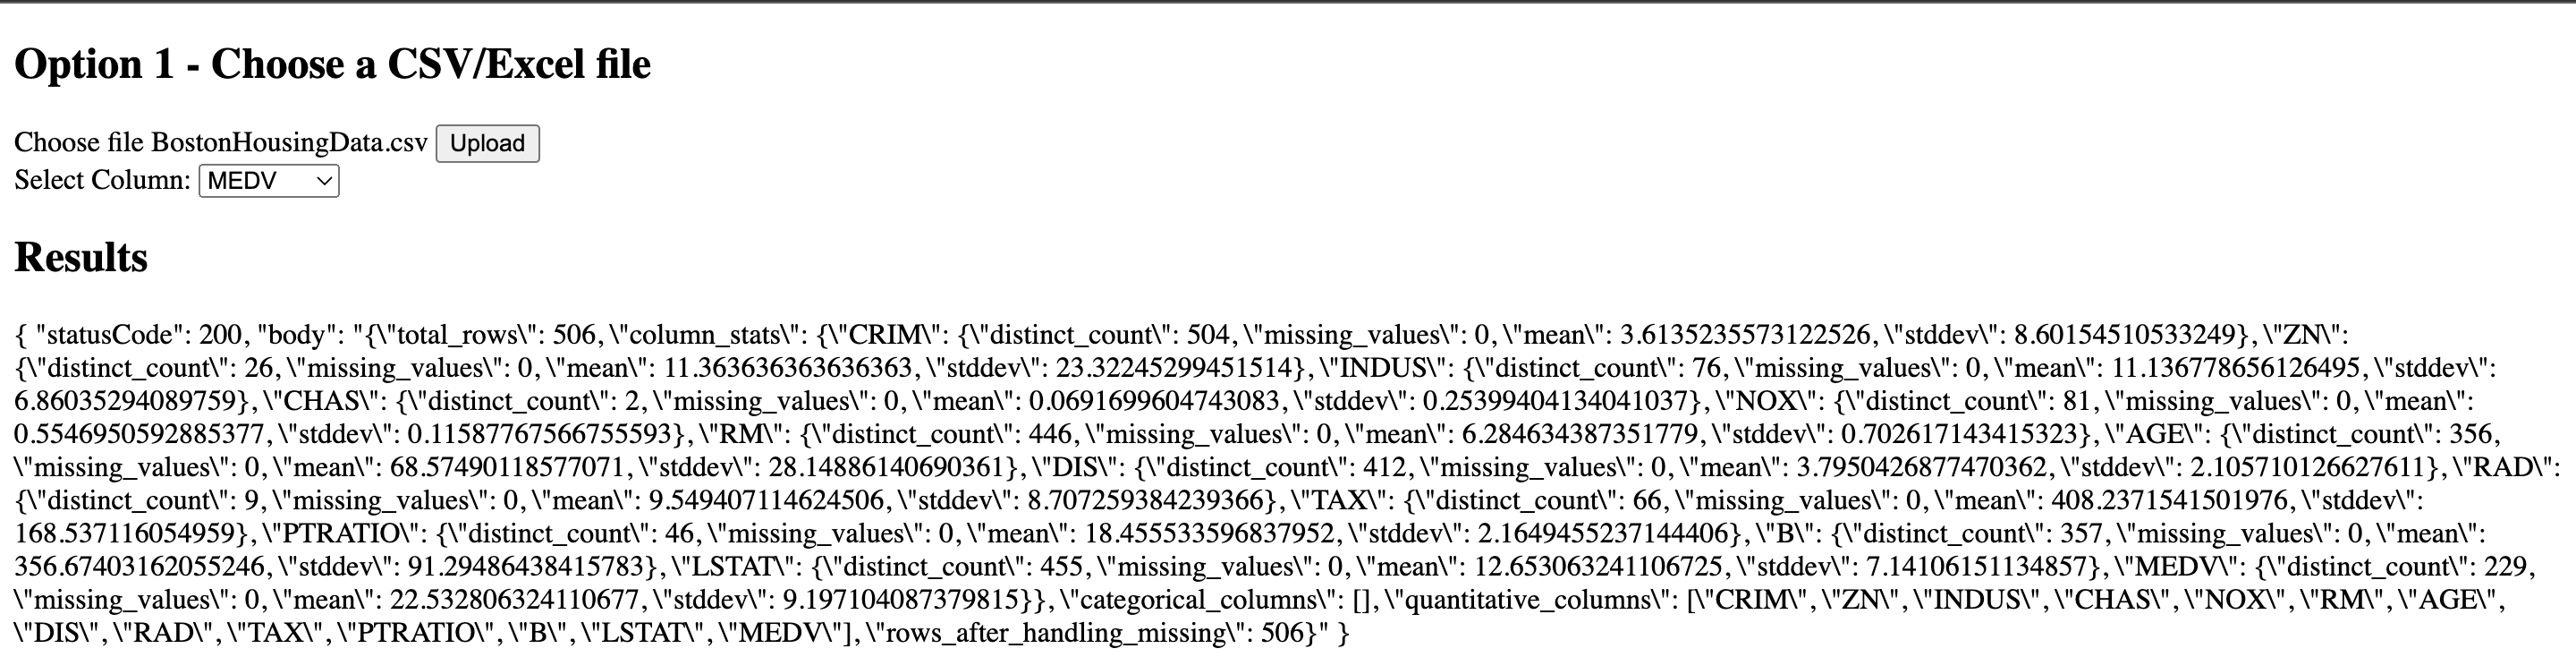 Option 1 - Choose a CSV/Excel file
Choose file BostonHousingData.csv Upload
Select Column: MEDV
Results
{ "statusCode": 200, "body": "{\"total_rows\": 506, \"column_stats\": {\"CRIM\": {\"distinct_count\": 504, \"missing_values\": 0, \"mean\": 3.6135235573122526, \"stddev\": 8.60154510533249}, \"ZN\":
{\"distinct_count\": 26, \"missing_values\": 0, \"mean\": 11.363636363636363, \"stddev\": 23.32245299451514}, \"INDUS\": {\"distinct_count\": 76, \"missing_values\": 0, \"mean\": 11.136778656126495, \"stddev\":
6.86035294089759}, \"CHAS\": {\"distinct_count\": 2, \"missing_values\": 0, \"mean\": 0.0691699604743083, \"stddev\": 0.25399404134041037}, \"NOX\": {\"distinct_count\": 81, \"missing_values\": 0, \"mean\":
0.5546950592885377, \"stddev\": 0.11587767566755593}, \"RM\": {\"distinct_count\": 446, \"missing_values\": 0, \"mean\": 6.284634387351779, \"stddev\": 0.702617143415323}, \"AGE\": {\"distinct_count\": 356,
\"missing_values\": 0, \"mean\": 68.57490118577071, \"stddev\": 28.14886140690361}, \"DIS\": {\"distinct_count\": 412, \"missing_values\": 0, \"mean\": 3.7950426877470362, \"stddev\": 2.105710126627611}, \"RAD\":
{\"distinct_count\": 9, \"missing_values\": 0, \"mean\": 9.549407114624506, \"stddev\": 8.707259384239366}, \"TAX\": {\"distinct_count\": 66, \"missing_values\": 0, \"mean\": 408.2371541501976, \"stddev\":
168.537116054959}, \"PTRATIO\": {\"distinct_count\": 46, \"missing_values\": 0, \"mean\": 18.455533596837952, \"stddev\": 2.1649455237144406}, \"B\": {\"distinct_count\": 357, \"missing_values\": 0, \"mean\":
356.67403162055246, \"stddev\": 91.29486438415783}, \"LSTAT\": {\"distinct_count\": 455, \"missing_values\": 0, \"mean\": 12.653063241106725, \"stddev\": 7.14106151134857}, \"MEDV\": {\"distinct_count\": 229,
\"missing_values\": 0, \"mean\": 22.532806324110677, \"stddev\": 9.197104087379815}}, \"categorical_columns\": [], \"quantitative_columns\": [\"CRIM\", \"ZN\", \"INDUS\", \"CHAS\", \"NOX\", \"RM\", \"AGE\",
\"DIS\", \"RAD\", \"TAX\", \"PTRATIO\", \"B\", \"LSTAT\", \"MEDV\"], \"rows_after_handling_missing\": 506}" }